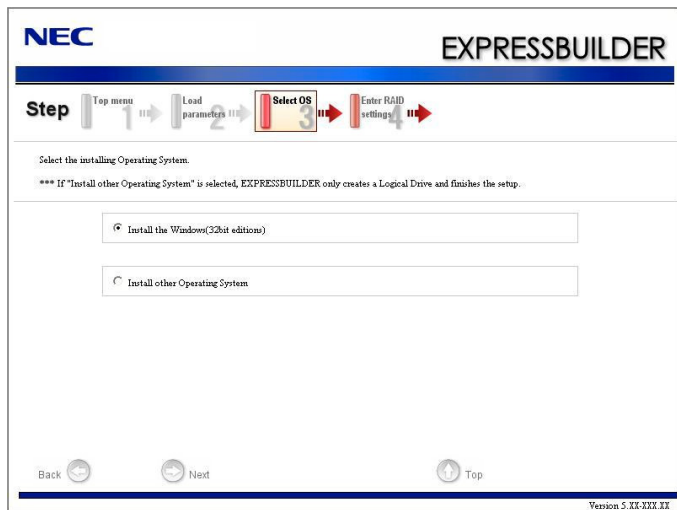 NEC
EXPRESSBUILDER
Step
Top menu
1
Load
parameters
2
Select OS
3
Enter RAID
settings
4
Select the installing Operating System.
*** If "Install other Operating System" is selected, EXPRESSBUILDER only creates a Logical Drive and finishes the setup.
Install the Windows(32bit editions)
Install other Operating System
Back
Next
Top
Version 5.XX-XXX.XX